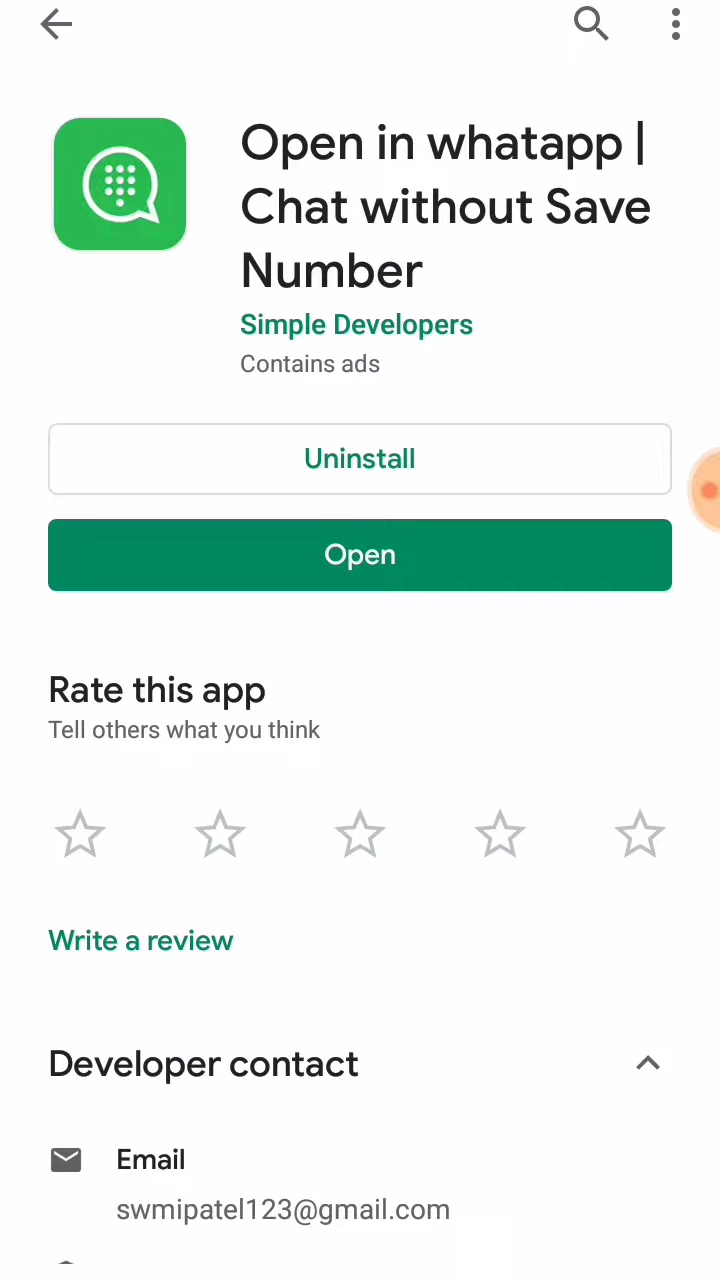 Open in whatapp |
Chat without Save
Number
Simple Developers
Contains ads
Uninstall
Open
Rate this app
Tell others what you think
Write a review
Developer contact
Email
swmipatel123@gmail.com